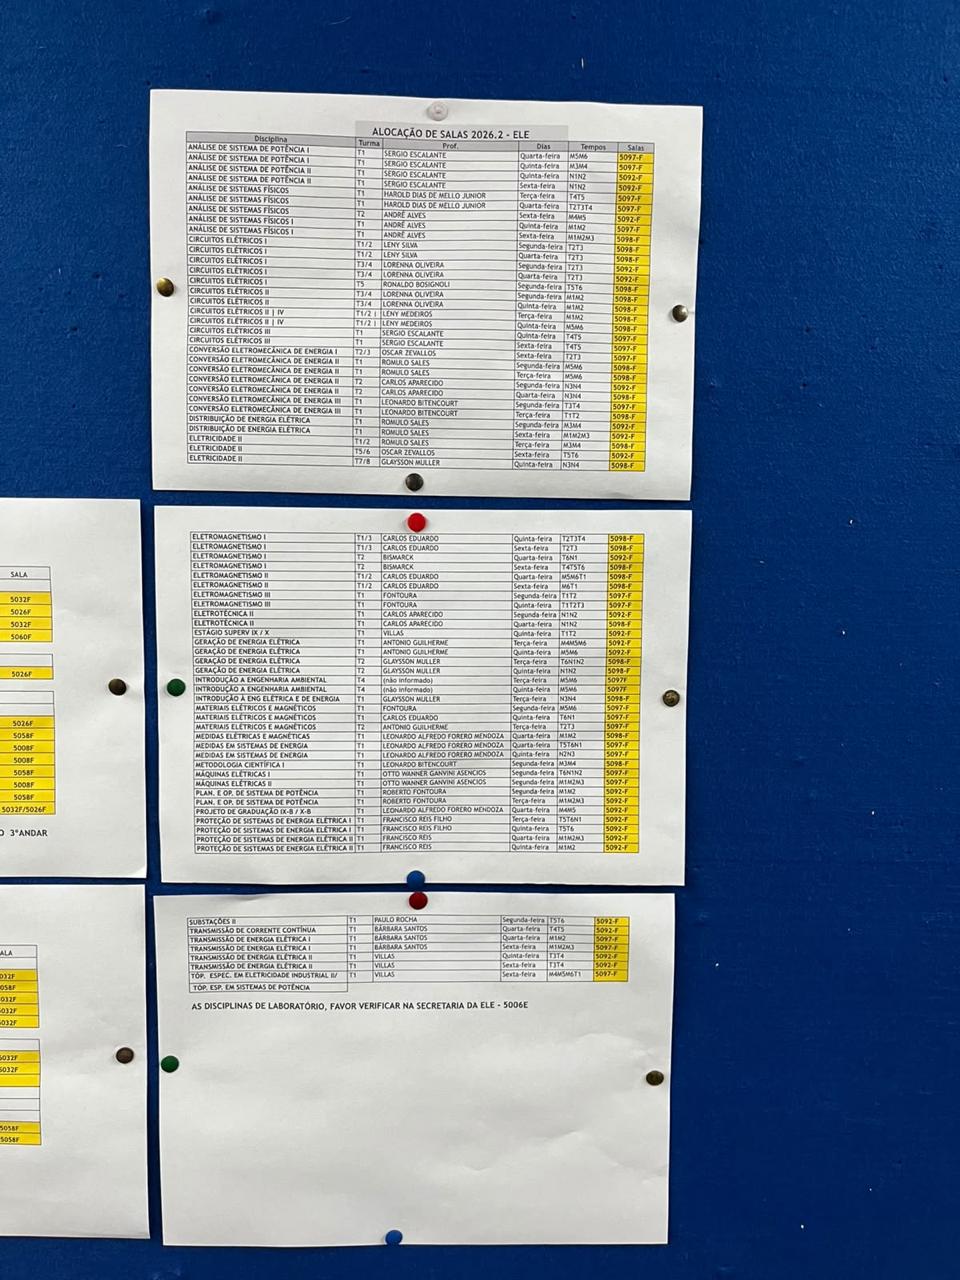 ALOCAÇÃO DE SALAS 2026.2 - ELE
Disciplina Turma Prof. Dias Tempos Salas
ANÁLISE DE SISTEMA DE POTÊNCIA I T1 SERGIO ESCALANTE Quarta-feira M5M6 5097-F
ANÁLISE DE SISTEMA DE POTÊNCIA I T1 SERGIO ESCALANTE Quinta-feira M3M4 5097-F
ANÁLISE DE SISTEMA DE POTÊNCIA II T1 SERGIO ESCALANTE Quinta-feira N1N2 5092-F
ANÁLISE DE SISTEMA DE POTÊNCIA II T1 SERGIO ESCALANTE Sexta-feira N1N2 5092-F
ANÁLISE DE SISTEMAS FÍSICOS T1 HAROLD DIAS DE MELLO JUNIOR Terça-feira T4T5 5097-F
ANÁLISE DE SISTEMAS FÍSICOS T1 HAROLD DIAS DE MELLO JUNIOR Quarta-feira T2T3T4 5097-F
ANÁLISE DE SISTEMAS FÍSICOS T2 ANDRÉ ALVES Sexta-feira M4M5 5092-F
ANÁLISE DE SISTEMAS FÍSICOS I T1 ANDRÉ ALVES Quinta-feira M1M2 5097-F
ANÁLISE DE SISTEMAS FÍSICOS I T1 ANDRÉ ALVES Sexta-feira M1M2M3 5098-F
CIRCUITOS ELÉTRICOS I T1/2 LENY SILVA Segunda-feira T2T3 5098-F
CIRCUITOS ELÉTRICOS I T1/2 LENY SILVA Quarta-feira T2T3 5098-F
CIRCUITOS ELÉTRICOS I T3/4 LORENNA OLIVEIRA Segunda-feira T2T3 5092-F
CIRCUITOS ELÉTRICOS I T3/4 LORENNA OLIVEIRA Quarta-feira T2T3 5098-F
CIRCUITOS ELÉTRICOS I T5 RONALDO BOSIGNOLI Segunda-feira T5T6 5098-F
CIRCUITOS ELÉTRICOS II T3/4 LORENNA OLIVEIRA Segunda-feira M1M2 5098-F
CIRCUITOS ELÉTRICOS II T3/4 LORENNA OLIVEIRA Quinta-feira M1M2 5098-F
CIRCUITOS ELÉTRICOS II | IV T1/2 | LENY MEDEIROS Terça-feira M1M2 5098-F
CIRCUITOS ELÉTRICOS II | IV T1/2 | LENY MEDEIROS Quinta-feira M5M6 5098-F
CIRCUITOS ELÉTRICOS III T1 SERGIO ESCALANTE Quinta-feira T4T5 5097-F
CIRCUITOS ELÉTRICOS III T1 SERGIO ESCALANTE Sexta-feira T4T5 5097-F
CONVERSÃO ELETROMECÂNICA DE ENERGIA I T2/3 OSCAR ZEVALLOS Sexta-feira T2T3 5097-F
CONVERSÃO ELETROMECÂNICA DE ENERGIA II T1 ROMULO SALES Segunda-feira M5M6 5098-F
CONVERSÃO ELETROMECÂNICA DE ENERGIA II T1 ROMULO SALES Terça-feira M5M6 5098-F
CONVERSÃO ELETROMECÂNICA DE ENERGIA II T2 CARLOS APARECIDO Segunda-feira N3N4 5092-F
CONVERSÃO ELETROMECÂNICA DE ENERGIA II T2 CARLOS APARECIDO Quarta-feira N3N4 5098-F
CONVERSÃO ELETROMECÂNICA DE ENERGIA III T1 LEONARDO BITENCOURT Segunda-feira T3T4 5097-F
CONVERSÃO ELETROMECÂNICA DE ENERGIA III T1 LEONARDO BITENCOURT Terça-feira T1T2 5098-F
DISTRIBUIÇÃO DE ENERGIA ELÉTRICA T1 ROMULO SALES Segunda-feira M3M4 5092-F
DISTRIBUIÇÃO DE ENERGIA ELÉTRICA T1 ROMULO SALES Sexta-feira M1M2M3 5092-F
ELETRICIDADE II T1/2 ROMULO SALES Terça-feira M3M4 5098-F
ELETRICIDADE II T5/6 OSCAR ZEVALLOS Sexta-feira T5T6 5092-F
ELETRICIDADE II T7/8 GLAYSSON MULLER Quinta-feira N3N4 5098-F
ELETROMAGNETISMO I T1/3 CARLOS EDUARDO Quinta-feira T2T3T4 5098-F
ELETROMAGNETISMO I T1/3 CARLOS EDUARDO Sexta-feira T2T3 5098-F
ELETROMAGNETISMO I T2 BISMARCK Quarta-feira T6N1 5092-F
ELETROMAGNETISMO I T2 BISMARCK Sexta-feira T4T5T6 5098-F
ELETROMAGNETISMO II T1/2 CARLOS EDUARDO Quarta-feira M5M6T1 5098-F
ELETROMAGNETISMO II T1/2 CARLOS EDUARDO Sexta-feira M6T1 5098-F
ELETROMAGNETISMO III T1 FONTOURA Segunda-feira T1T2 5097-F
ELETROMAGNETISMO III T1 FONTOURA Quinta-feira T1T2T3 5097-F
ELETROTÉCNICA II T1 CARLOS APARECIDO Segunda-feira N1N2 5092-F
ELETROTÉCNICA II T1 CARLOS APARECIDO Quarta-feira N1N2 5098-F
ESTÁGIO SUPERV IX / X T1 VILLAS Quinta-feira T1T2 5092-F
GERAÇÃO DE ENERGIA ELÉTRICA T1 ANTONIO GUILHERME Terça-feira M4M5M6 5092-F
GERAÇÃO DE ENERGIA ELÉTRICA T1 ANTONIO GUILHERME Quinta-feira M5M6 5092-F
GERAÇÃO DE ENERGIA ELÉTRICA T2 GLAYSSON MULLER Terça-feira T6N1N2 5098-F
GERAÇÃO DE ENERGIA ELÉTRICA T2 GLAYSSON MULLER Quinta-feira N1N2 5098-F
INTRODUÇÃO A ENGENHARIA AMBIENTAL T4 (não informado) Terça-feira M5M6 5097F
INTRODUÇÃO A ENGENHARIA AMBIENTAL T4 (não informado) Quinta-feira M5M6 5097F
INTRODUÇÃO À ENG ELÉTRICA E DE ENERGIA T1 GLAYSSON MULLER Terça-feira N3N4 5098-F
MATERIAIS ELÉTRICOS E MAGNÉTICOS T1 FONTOURA Segunda-feira M5M6 5097-F
MATERIAIS ELÉTRICOS E MAGNÉTICOS T1 CARLOS EDUARDO Quinta-feira T6N1 5097-F
MATERIAIS ELÉTRICOS E MAGNÉTICOS T2 ANTONIO GUILHERME Terça-feira T2T3 5097-F
MEDIDAS ELÉTRICAS E MAGNÉTICAS T1 LEONARDO ALFREDO FORERO MENDOZA Quarta-feira M1M2 5098-F
MEDIDAS EM SISTEMAS DE ENERGIA T1 LEONARDO ALFREDO FORERO MENDOZA Quarta-feira T5T6N1 5097-F
MEDIDAS EM SISTEMAS DE ENERGIA T1 LEONARDO ALFREDO FORERO MENDOZA Quinta-feira N2N3 5097-F
METODOLOGIA CIENTÍFICA I T1 LEONARDO BITENCOURT Segunda-feira M3M4 5098-F
MÁQUINAS ELÉTRICAS I T1 OTTO WANNER GANVINI ASENCIOS Segunda-feira T6N1N2 5097-F
MÁQUINAS ELÉTRICAS II T1 OTTO WANNER GANVINI ASENCIOS Segunda-feira M1M2M3 5097-F
PLAN. E OP. DE SISTEMA DE POTÊNCIA T1 ROBERTO FONTOURA Segunda-feira M1M2 5092-F
PLAN. E OP. DE SISTEMA DE POTÊNCIA T1 ROBERTO FONTOURA Terça-feira M1M2M3 5092-F
PROJETO DE GRADUAÇÃO IX-B / X-B T1 LEONARDO ALFREDO FORERO MENDOZA Quarta-feira M4M5 5092-F
PROTEÇÃO DE SISTEMAS DE ENERGIA ELÉTRICA I T1 FRANCISCO REIS FILHO Terça-feira T5T6N1 5092-F
PROTEÇÃO DE SISTEMAS DE ENERGIA ELÉTRICA I T1 FRANCISCO REIS FILHO Quinta-feira T5T6 5092-F
PROTEÇÃO DE SISTEMAS DE ENERGIA ELÉTRICA II T1 FRANCISCO REIS Quarta-feira M1M2M3 5092-F
PROTEÇÃO DE SISTEMAS DE ENERGIA ELÉTRICA II T1 FRANCISCO REIS Quinta-feira M1M2 5092-F
SUBSTAÇÕES II T1 PAULO ROCHA Segunda-feira T5T6 5092-F
TRANSMISSÃO DE CORRENTE CONTÍNUA T1 BÁRBARA SANTOS Quarta-feira T4T5 5092-F
TRANSMISSÃO DE ENERGIA ELÉTRICA I T1 BÁRBARA SANTOS Quarta-feira M1M2 5097-F
TRANSMISSÃO DE ENERGIA ELÉTRICA I T1 BÁRBARA SANTOS Sexta-feira M1M2M3 5097-F
TRANSMISSÃO DE ENERGIA ELÉTRICA II T1 VILLAS Quinta-feira T3T4 5092-F
TRANSMISSÃO DE ENERGIA ELÉTRICA II T1 VILLAS Sexta-feira T3T4 5092-F
TÓP. ESPEC. EM ELETRICIDADE INDUSTRIAL II/ T1 VILLAS Sexta-feira M4M5M6T1 5097-F
TÓP. ESP. EM SISTEMAS DE POTÊNCIA
AS DISCIPLINAS DE LABORATÓRIO, FAVOR VERIFICAR NA SECRETARIA DA ELE - 5006E
SALA
5032F
5026F
5032F
5060F
5026F
5026F
5058F
5008F
5008F
5058F
5008F
5058F
5032F/5026F
O 3ºANDAR
ALA
032F
058F
5032F
5032F
5032F
5032F
5032F
5058F
5058F